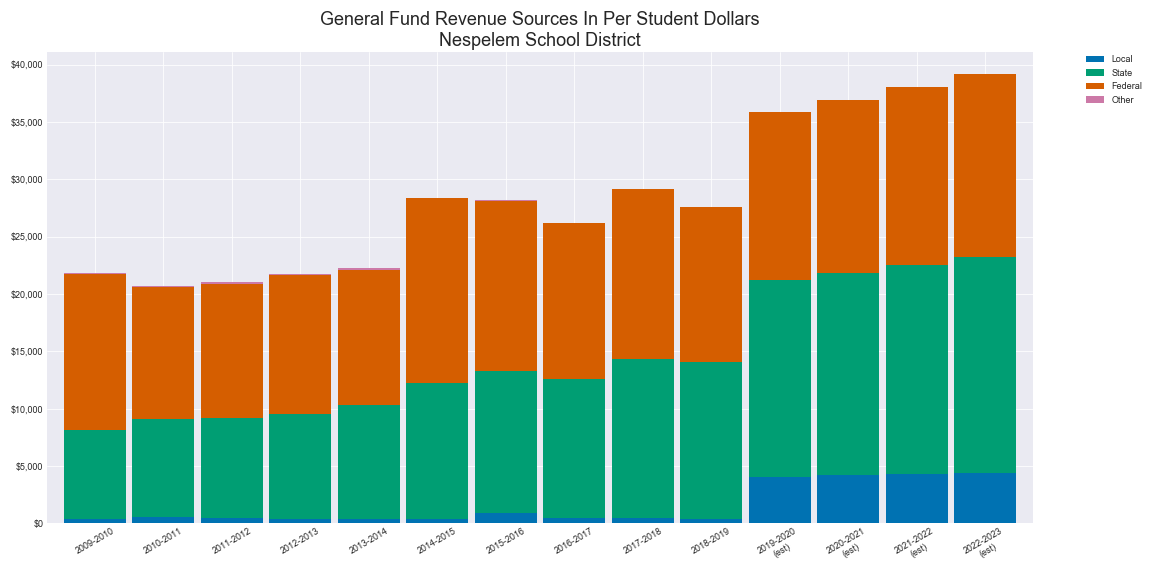 General Fund Revenue Sources In Per Student Dollars
Nespelem School District
Local
State
Federal
Other
$40,000
$35,000
$30,000
$25,000
$20,000
$15,000
$10,000
$5,000
$0
2009-2010
2010-2011
2011-2012
2012-2013
2013-2014
2014-2015
2015-2016
2016-2017
2017-2018
2018-2019
2019-2020
(est)
2020-2021
(est)
2021-2022
(est)
2022-2023
(est)